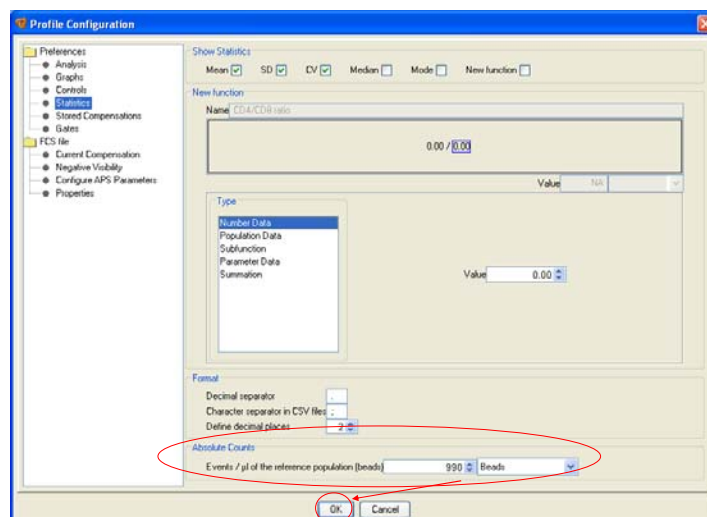 Profile Configuration
Preferences
Analysis
Graphs
Controls
Statistics
Stored Compensations
Gates
FCS file
Current Compensation
Negative Visibility
Configure APS Parameters
Properties
Show Statistics
Mean SD CV Median Mode New function
New function
Name CD4/CD8 ratio
0.00 / 0.00
Value NA
Type
Number Data
Population Data
Subfunction
Parameter Data
Summation
Value 0.00
Format
Decimal separator .
Character separator in CSV files ;
Define decimal places 2
Absolute Counts
Events / µl of the reference population (beads) 990 Beads
OK Cancel